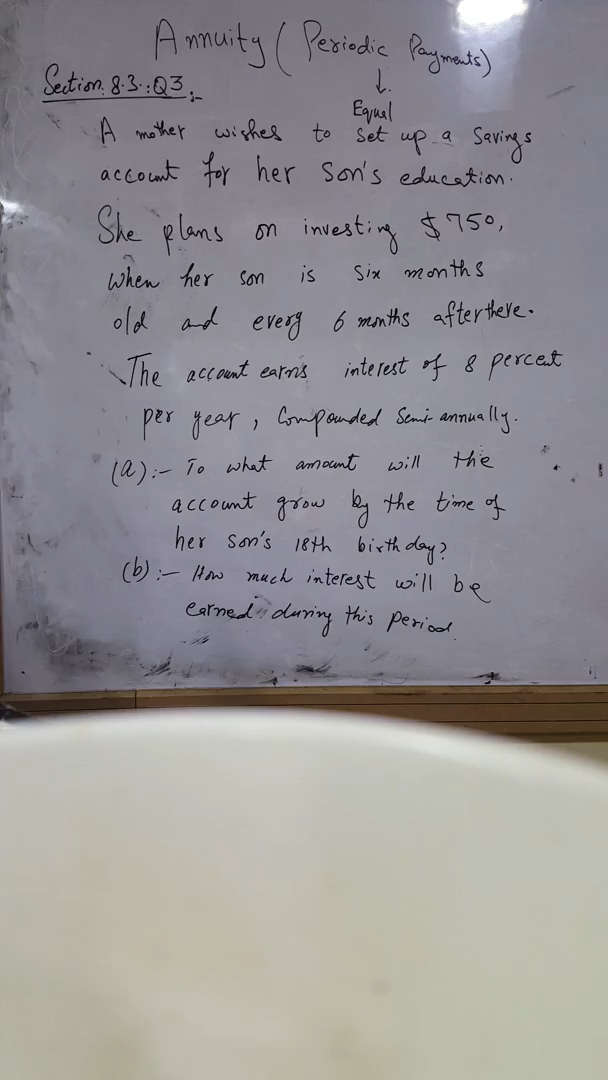 Annuity (Periodic Payments)
↓
Equal
Section: 8.3.:Q3:-
A mother wishes to set up a savings
account for her son's education.
She plans on investing $750,
when her son is six months
old and every 6 months afterthere.
The account earns interest of 8 percent
per year, Compounded Semi-annually.
(a):- To what amount will the
account grow by the time of
her son's 18th birthday?
(b):- How much interest will be
earned during this period.